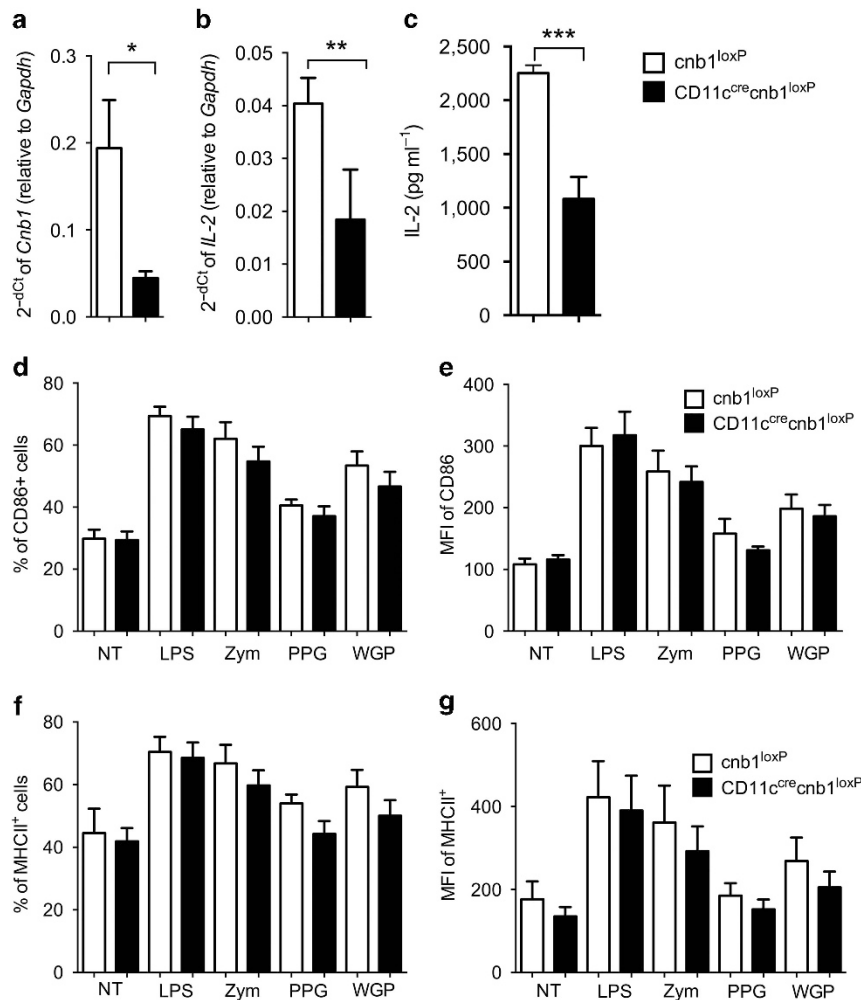 a
*
0.3
0.2
0.1
0.0
2⁻ᵈᶜᵗ of Cnb1 (relative to Gapdh)
b
**
0.05
0.04
0.03
0.02
0.01
0.00
2⁻ᵈᶜᵗ of IL-2 (relative to Gapdh)
c
***
2,500
2,000
1,500
1,000
500
0
IL-2 (pg ml⁻¹)
cnb1ˡᵒˣᴾ
CD11cᶜʳᵉcnb1ˡᵒˣᴾ
d
80
60
40
20
0
% of CD86+ cells
NT LPS Zym PPG WGP
e
400
300
200
100
0
MFI of CD86
cnb1ˡᵒˣᴾ
CD11cᶜʳᵉcnb1ˡᵒˣᴾ
NT LPS Zym PPG WGP
f
80
60
40
20
0
% of MHCII⁺ cells
NT LPS Zym PPG WGP
g
600
400
200
0
MFI of MHCII⁺
cnb1ˡᵒˣᴾ
CD11cᶜʳᵉcnb1ˡᵒˣᴾ
NT LPS Zym PPG WGP